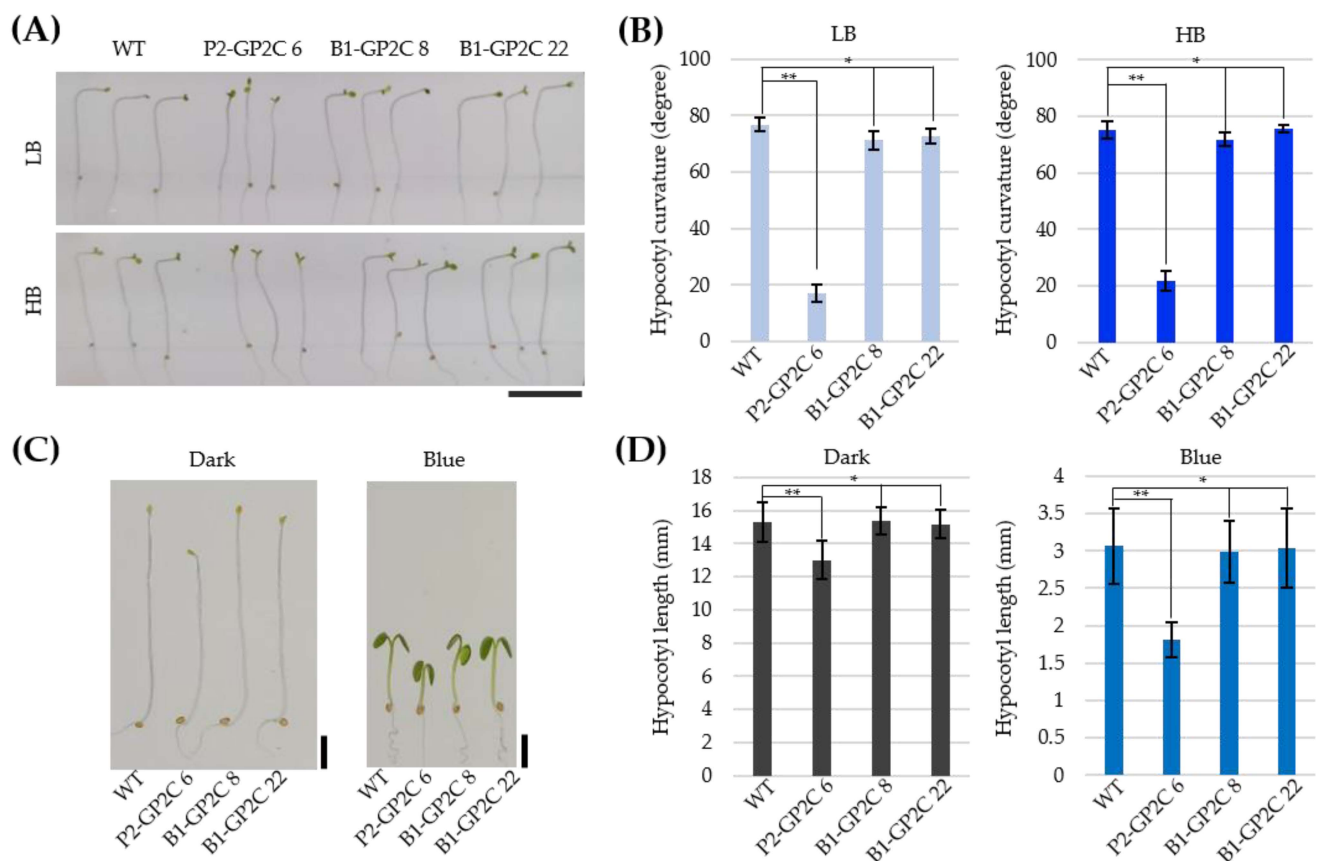 (A)
WT P2-GP2C 6 B1-GP2C 8 B1-GP2C 22
LB
HB
(B)
LB
Hypocotyl curvature (degree)
100
80
60
40
20
0
**
*
WT
P2-GP2C 6
B1-GP2C 8
B1-GP2C 22
HB
Hypocotyl curvature (degree)
100
80
60
40
20
0
**
*
WT
P2-GP2C 6
B1-GP2C 8
B1-GP2C 22
(C)
Dark
WT
P2-GP2C 6
B1-GP2C 8
B1-GP2C 22
Blue
WT
P2-GP2C 6
B1-GP2C 8
B1-GP2C 22
(D)
Dark
Hypocotyl length (mm)
18
16
14
12
10
8
6
4
2
0
**
*
WT
P2-GP2C 6
B1-GP2C 8
B1-GP2C 22
Blue
Hypocotyl length (mm)
4
3.5
3
2.5
2
1.5
1
0.5
0
**
*
WT
P2-GP2C 6
B1-GP2C 8
B1-GP2C 22